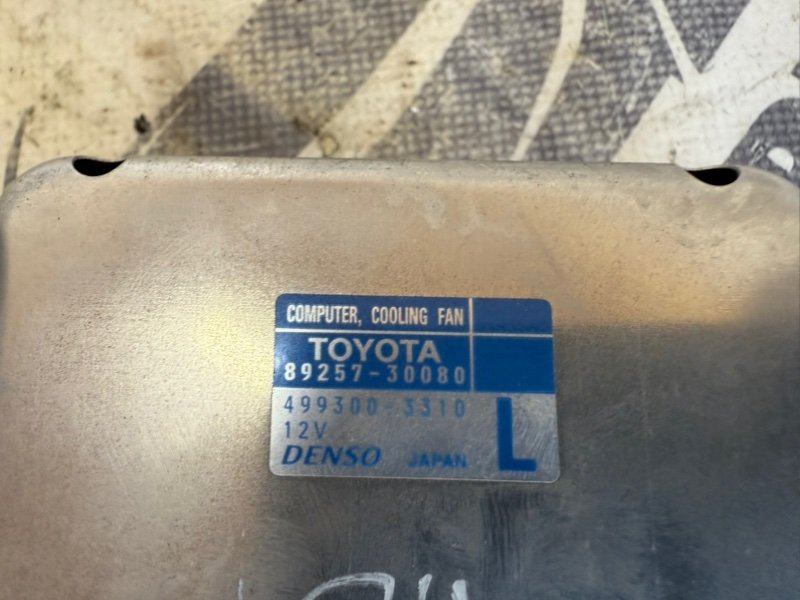 COMPUTER, COOLING FAN
TOYOTA
89257-30080
499300-3310
12V
L
DENSO JAPAN